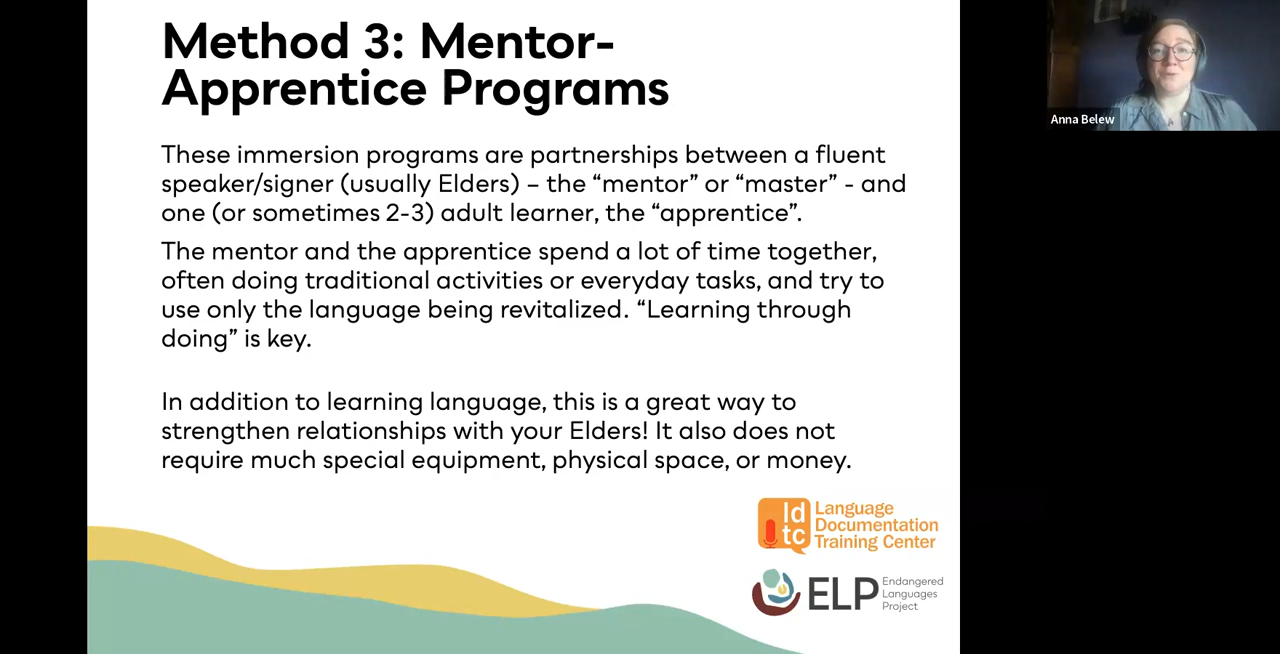 Method 3: Mentor-
Apprentice Programs
These immersion programs are partnerships between a fluent
speaker/signer (usually Elders) – the “mentor” or “master” - and
one (or sometimes 2-3) adult learner, the “apprentice”.
The mentor and the apprentice spend a lot of time together,
often doing traditional activities or everyday tasks, and try to
use only the language being revitalized. “Learning through
doing” is key.
In addition to learning language, this is a great way to
strengthen relationships with your Elders! It also does not
require much special equipment, physical space, or money.
ld
tc
Language
Documentation
Training Center
ELP
Endangered
Languages
Project
Anna Belew